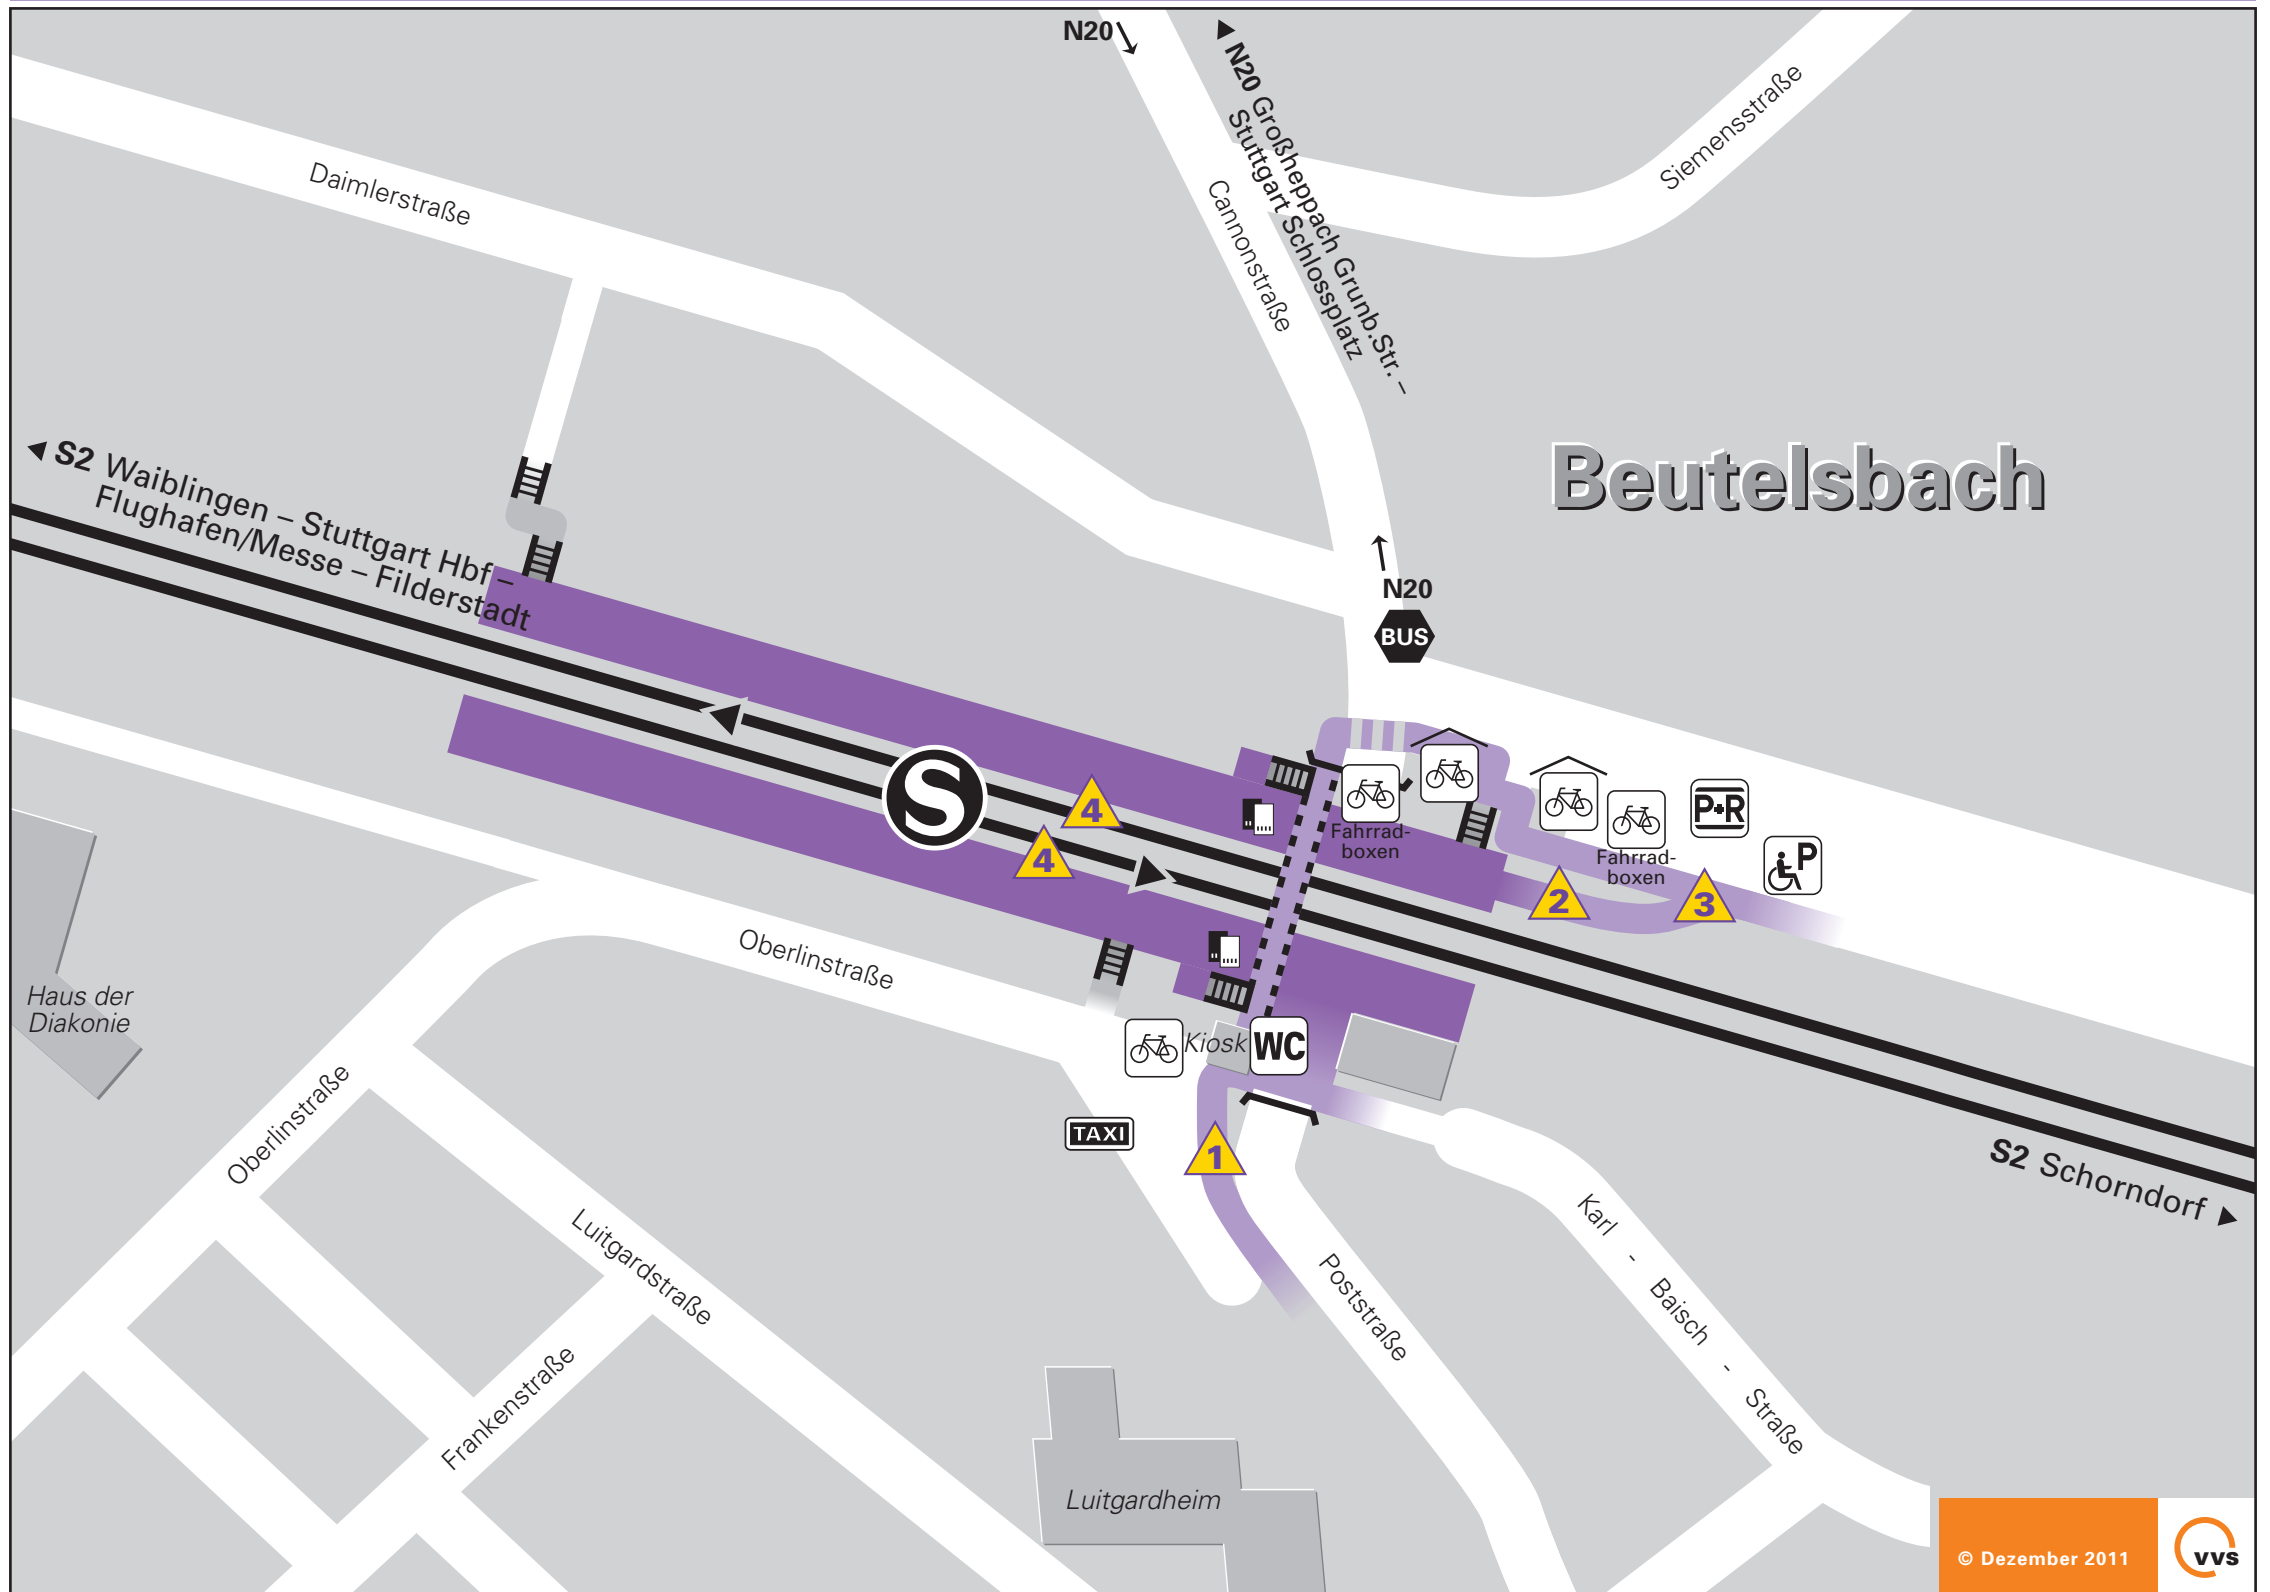 N20
N20 Großheppach Grunb.Str. –
Stuttgart Schlossplatz
Siemensstraße
Daimlerstraße
Cannonstraße
Beutelsbach
S2 Waiblingen – Stuttgart Hbf –
Flughafen/Messe – Filderstadt
N20
BUS
S
4
4
Fahrrad-
boxen
Fahrrad-
boxen
P+R
P
2
3
Oberlinstraße
Haus der
Diakonie
Kiosk
WC
TAXI
1
Oberlinstraße
S2 Schorndorf
Luitgardstraße
Poststraße
Karl - Baisch - Straße
Frankenstraße
Luitgardheim
© Dezember 2011
vvs